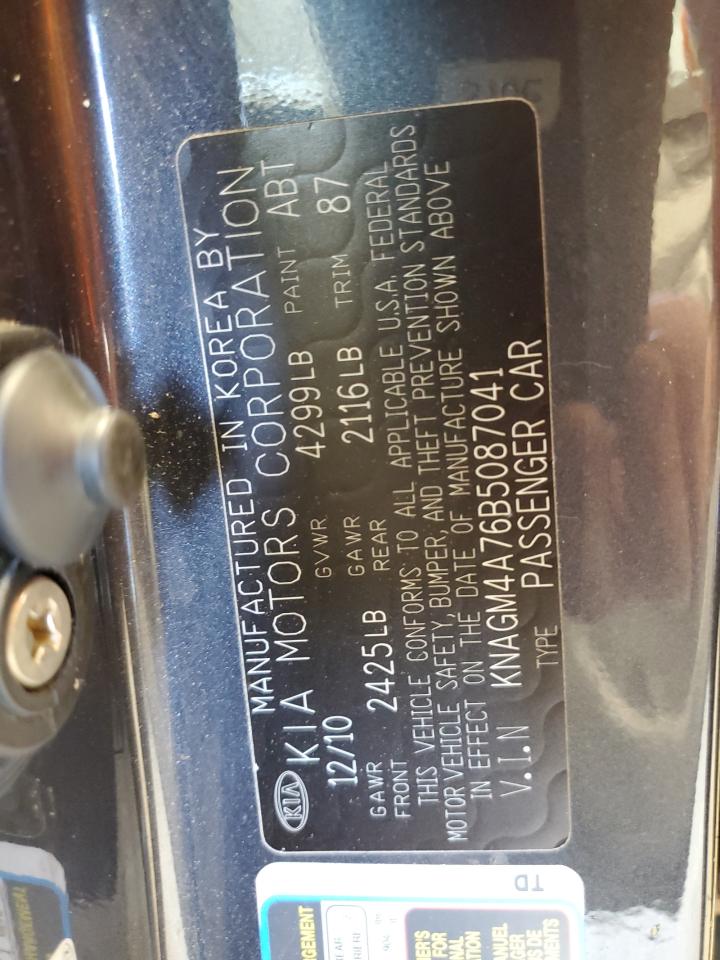 MANUFACTURED IN KOREA BY
KIA KIA MOTORS CORPORATION
12/10 GVWR 4299LB PAINT ABT
GAWR FRONT 2425LB GAWR REAR 2116LB TRIM 87
THIS VEHICLE CONFORMS TO ALL APPLICABLE U.S.A. FEDERAL
MOTOR VEHICLE SAFETY, BUMPER, AND THEFT PREVENTION STANDARDS
IN EFFECT ON THE DATE OF MANUFACTURE SHOWN ABOVE
V.I.N KNAGM4A76B5087041
TYPE PASSENGER CAR
TD